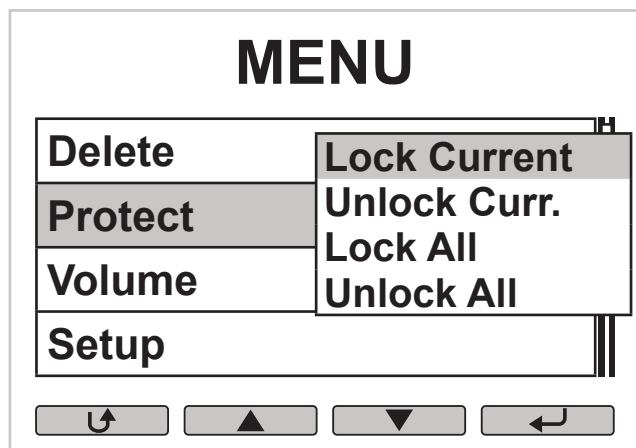 MENU
Delete
Protect
Volume
Setup
Lock Current
Unlock Curr.
Lock All
Unlock All